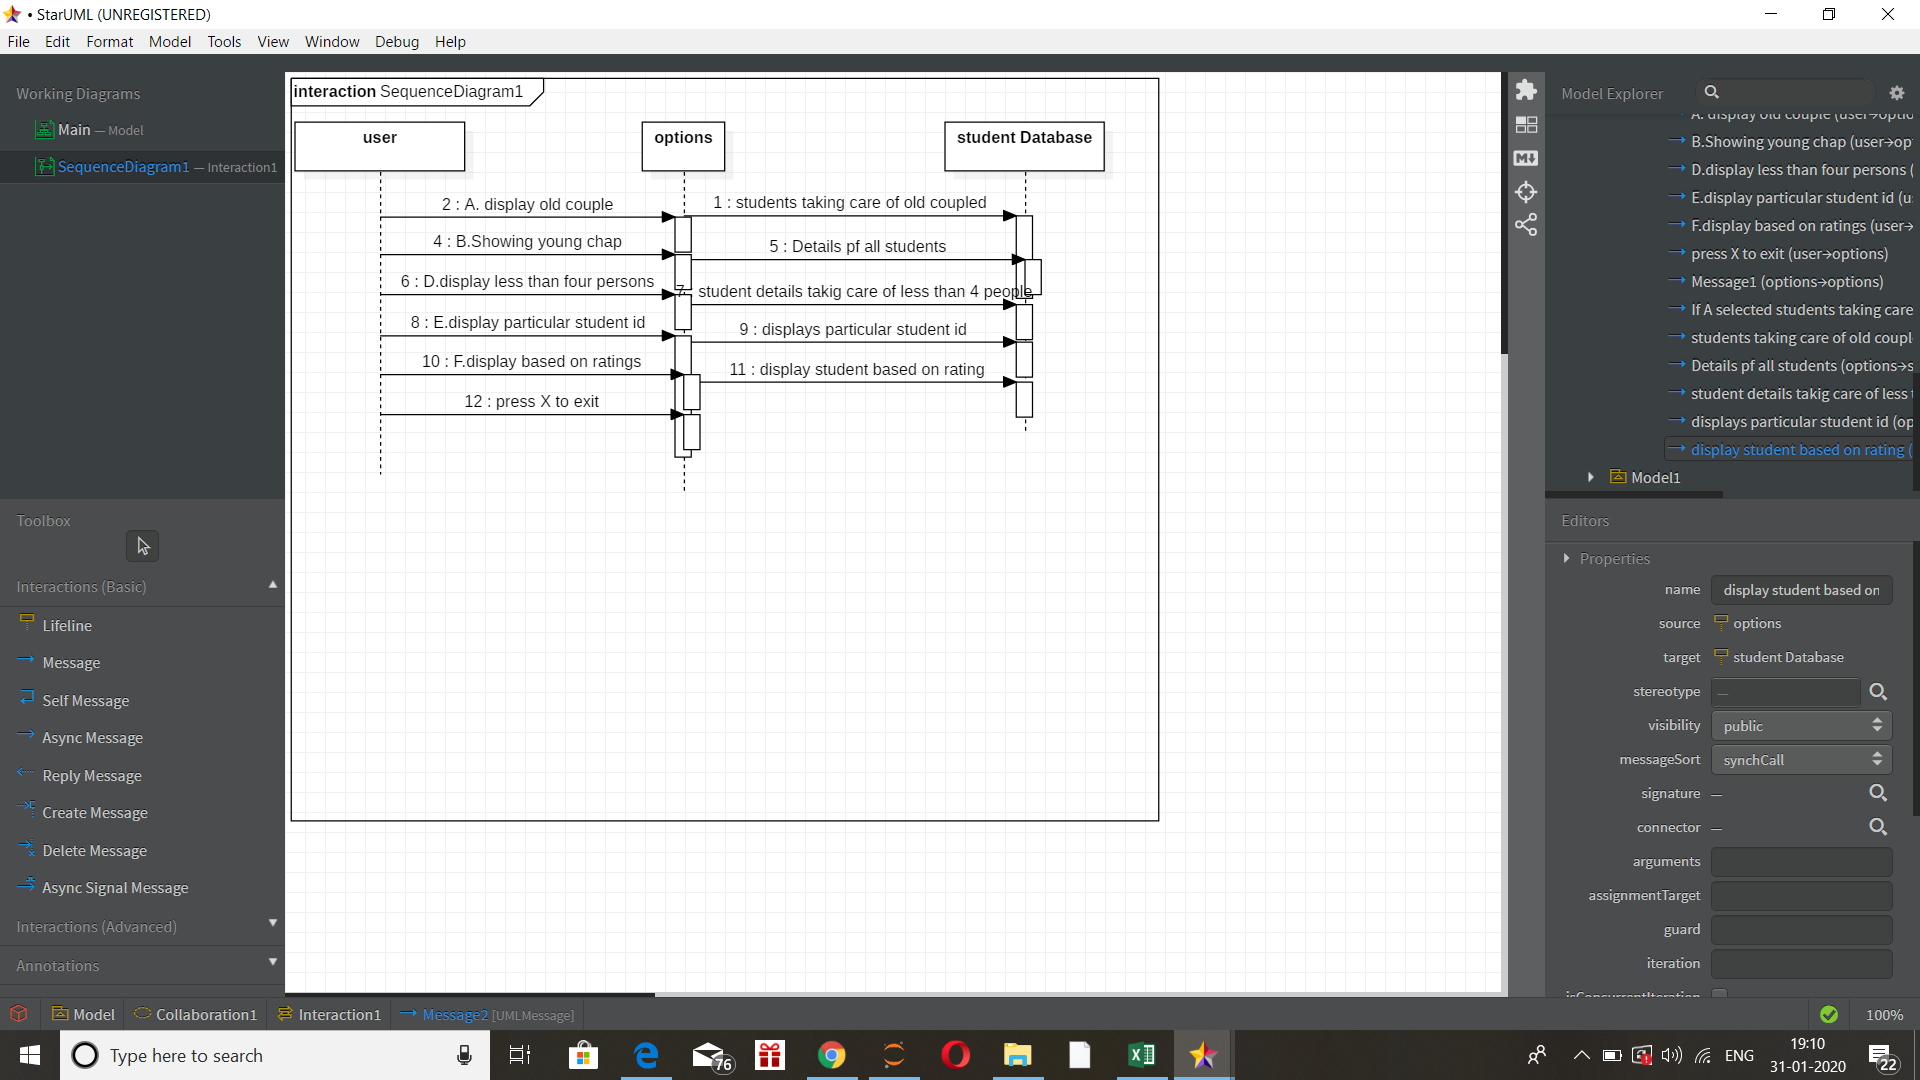 • StarUML (UNREGISTERED)
File Edit Format Model Tools View Window Debug Help
Working Diagrams
Main — Model
SequenceDiagram1 — Interaction1
Toolbox
Interactions (Basic)
Lifeline
Message
Self Message
Async Message
Reply Message
Create Message
Delete Message
Async Signal Message
Interactions (Advanced)
Annotations
interaction SequenceDiagram1
user
options
student Database
2 : A. display old couple
1 : students taking care of old coupled
4 : B.Showing young chap
5 : Details pf all students
6 : D.display less than four persons
7 : student details takig care of less than 4 people
8 : E.display particular student id
9 : displays particular student id
10 : F.display based on ratings
11 : display student based on rating
12 : press X to exit
M
Model Explorer
A. display old couple (user→optio
B.Showing young chap (user→op
D.display less than four persons (
E.display particular student id (u
F.display based on ratings (user→
press X to exit (user→options)
Message1 (options→options)
If A selected students taking care
students taking care of old coupl
Details pf all students (options→s
student details takig care of less
displays particular student id (op
display student based on rating (
Model1
Editors
Properties
name display student based on
source options
target student Database
stereotype —
visibility public
messageSort synchCall
signature —
connector —
arguments
assignmentTarget
guard
iteration
isConcurrentIteration
Model Collaboration1 Interaction1 Message2 [UMLMessage]
100%
Type here to search
76
ENG
19:10
31-01-2020
22